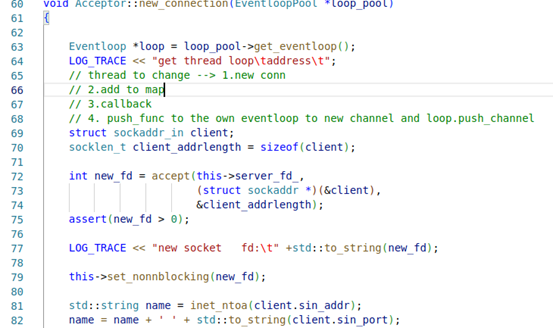 60 void Acceptor::new_connection(EventloopPool *loop_pool)
61 {
62
63 Eventloop *loop = loop_pool->get_eventloop();
64 LOG_TRACE << "get thread loop\taddress\t";
65 // thread to change --> 1.new conn
66 // 2.add to map
67 // 3.callback
68 // 4. push_func to the own eventloop to new channel and loop.push_channel
69 struct sockaddr_in client;
70 socklen_t client_addrlength = sizeof(client);
71
72 int new_fd = accept(this->server_fd_,
73 (struct sockaddr *)(&client),
74 &client_addrlength);
75 assert(new_fd > 0);
76
77 LOG_TRACE << "new socket   fd:\t" +std::to_string(new_fd);
78
79 this->set_nonnblocking(new_fd);
80
81 std::string name = inet_ntoa(client.sin_addr);
82 name = name + ' ' + std::to_string(client.sin_port);